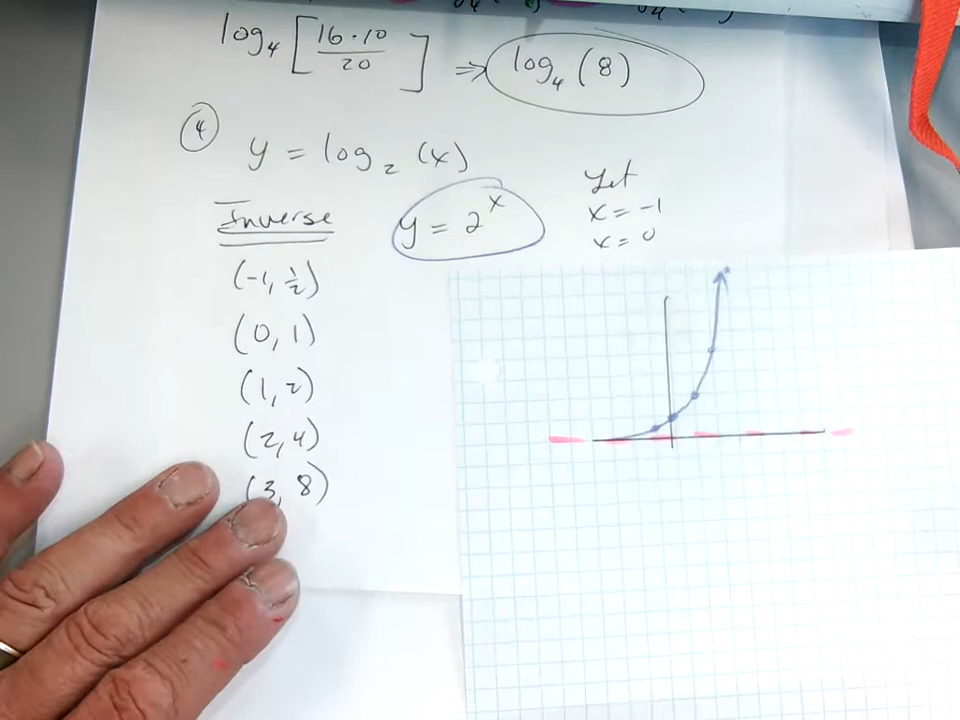 log₄ [16·10 / 20] ⇒ log₄ (8)
④ y = log₂ (x)
Inverse
y = 2ˣ
Let
x = -1
x = 0
(-1, ½)
(0, 1)
(1, 2)
(2, 4)
(3, 8)